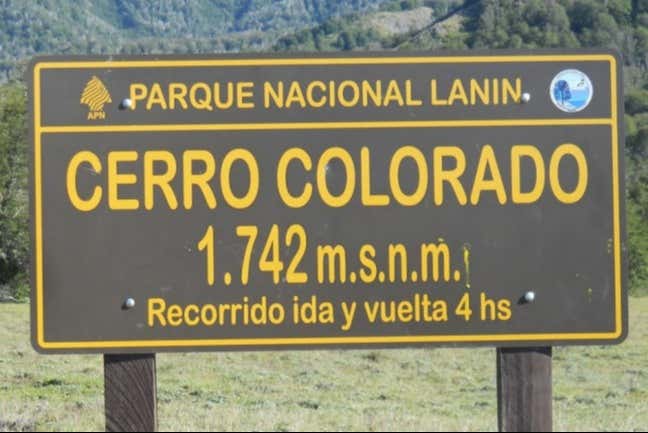 PARQUE NACIONAL LANIN
APN
CERRO COLORADO
1.742 m.s.n.m.
Recorrido ida y vuelta 4 hs